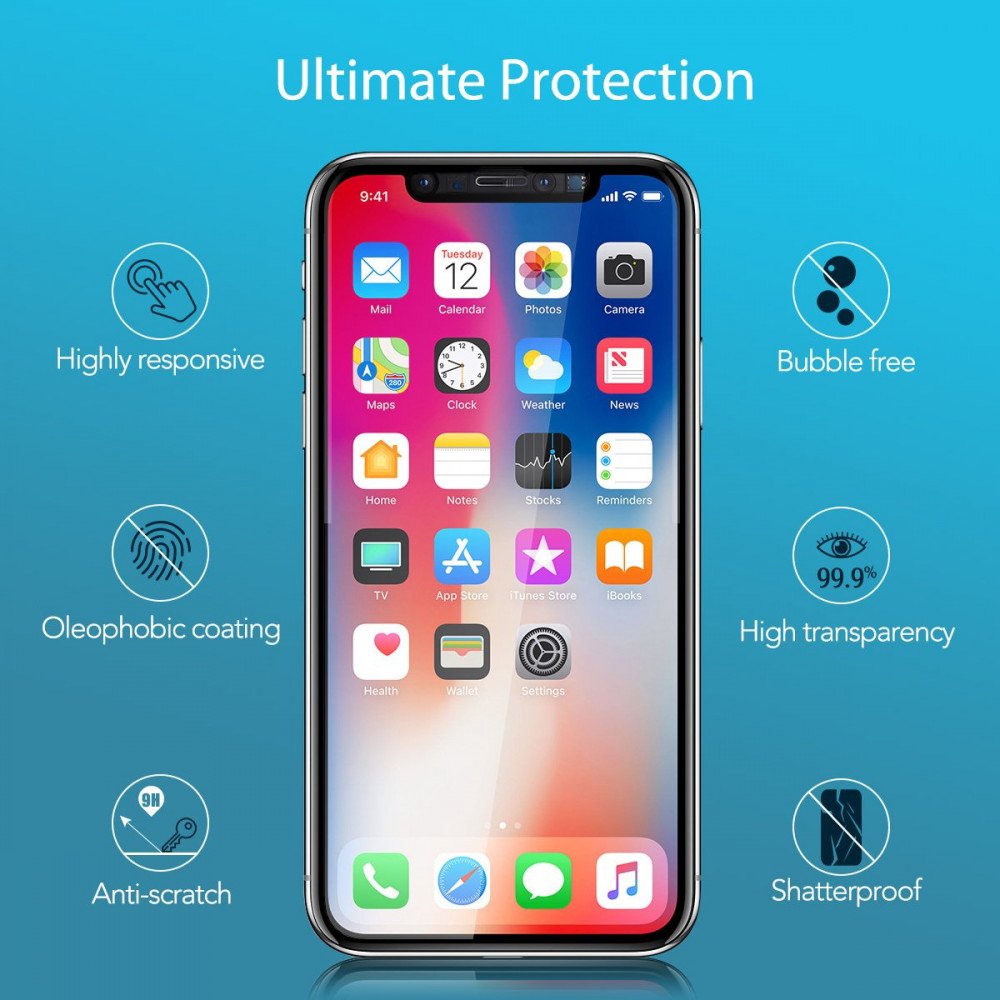 Ultimate Protection
9:41
Tuesday
12
Mail
Calendar
Photos
Camera
280
Maps
Clock
Weather
News
Home
Notes
Stocks
Reminders
TV
App Store
iTunes Store
iBooks
Health
Wallet
Settings
Highly responsive
Oleophobic coating
9H
Anti-scratch
Bubble free
99.9%
High transparency
Shatterproof